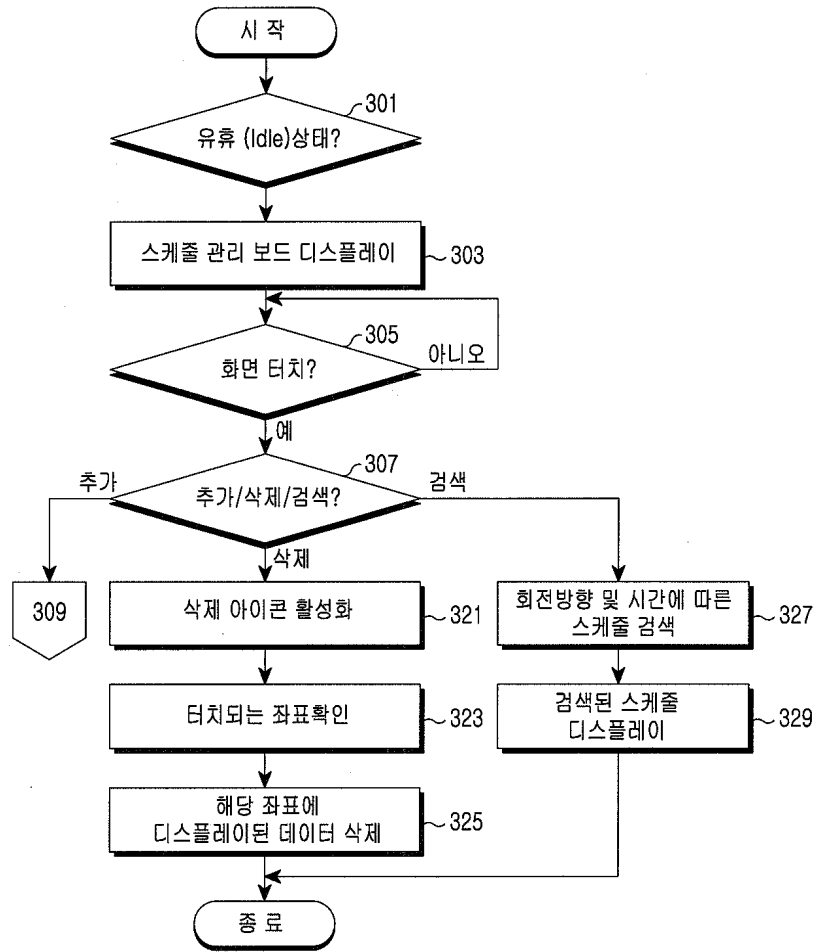 시 작
301
유휴 (Idle)상태?
스케줄 관리 보드 디스플레이
303
305
화면 터치?
아니오
예
307
추가
추가/삭제/검색?
검색
삭제
309
삭제 아이콘 활성화
321
회전방향 및 시간에 따른
스케줄 검색
327
터치되는 좌표확인
323
검색된 스케줄
디스플레이
329
해당 좌표에
디스플레이된 데이터 삭제
325
종 료